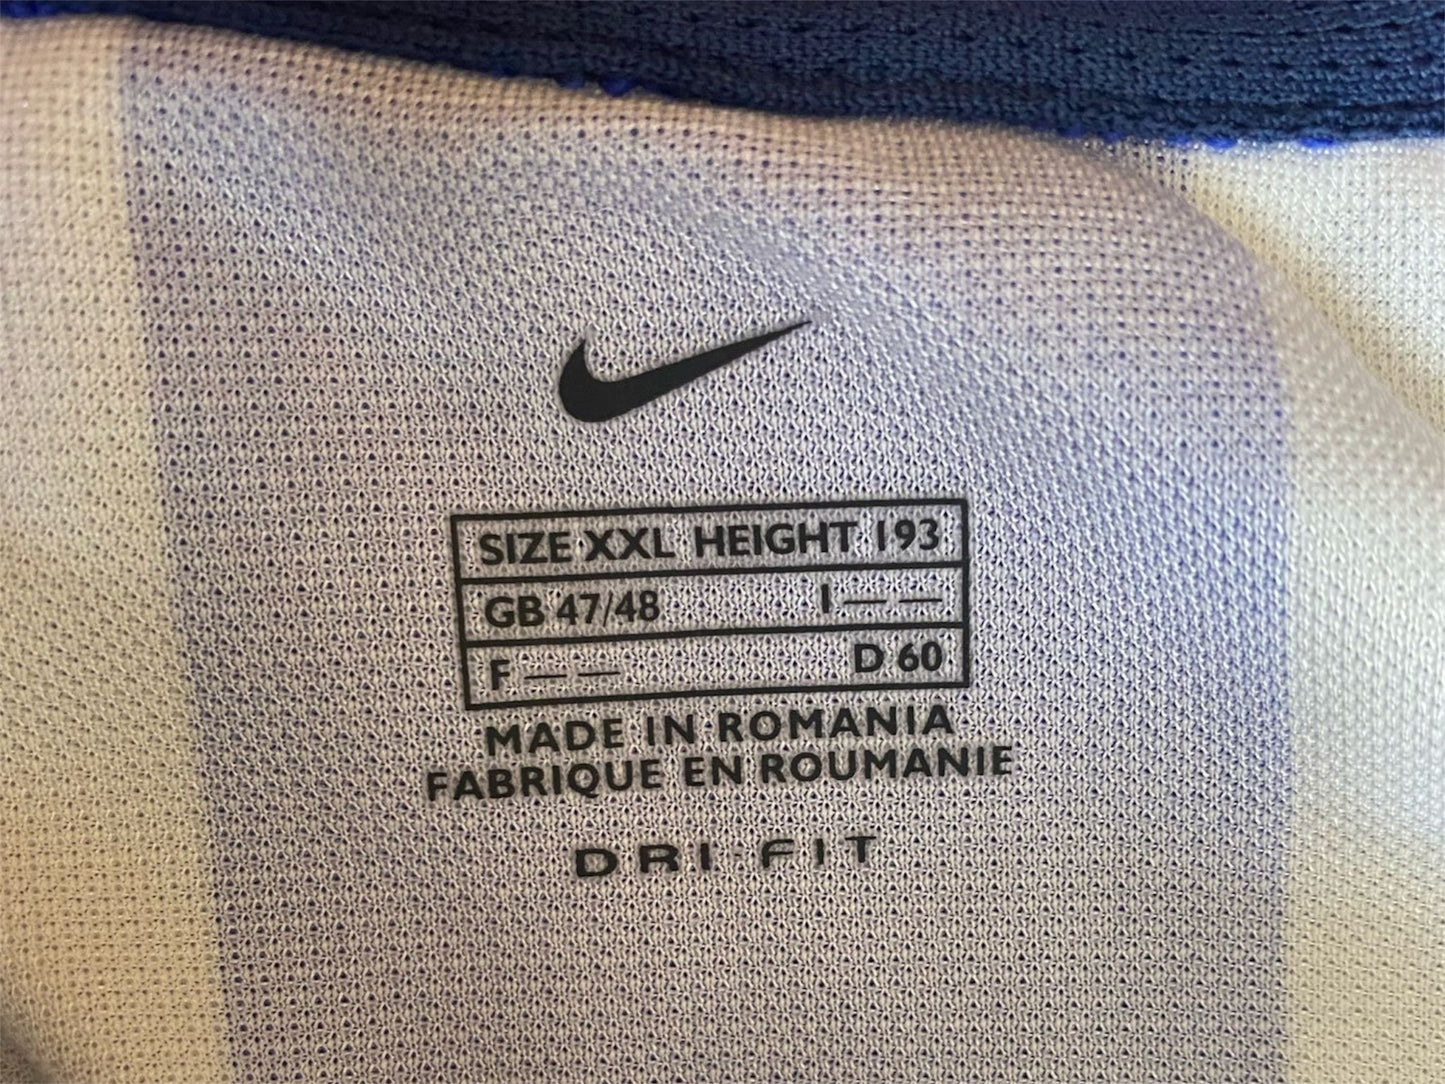 SIZE XXL HEIGHT 193
GB 47/48 I — —
F — — D 60
MADE IN ROMANIA
FABRIQUE EN ROUMANIE
DRI-FIT